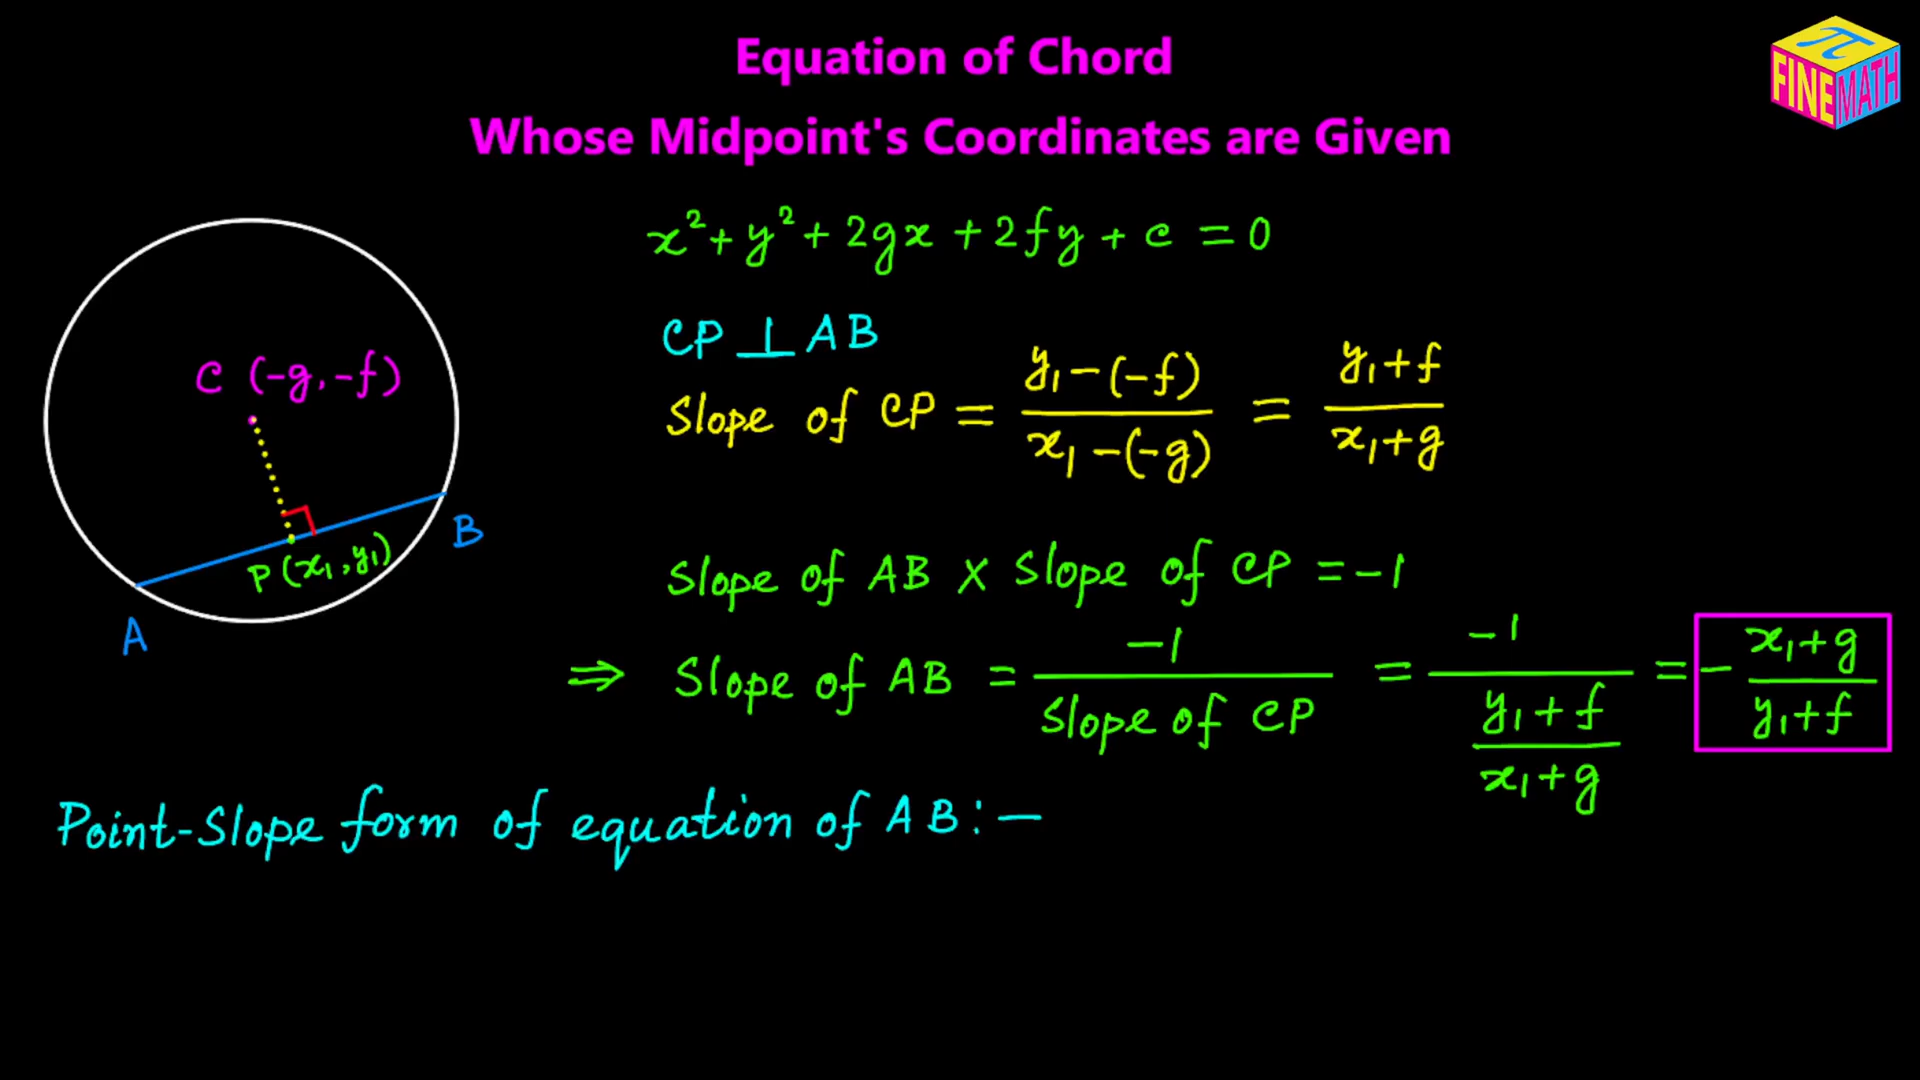 Equation of Chord
Whose Midpoint's Coordinates are Given
π
FINE MATH
x² + y² + 2gx + 2fy + c = 0
CP ⊥ AB
Slope of CP = (y₁ - (-f)) / (x₁ - (-g)) = (y₁ + f) / (x₁ + g)
C (-g, -f)
P (x₁, y₁)
B
A
Slope of AB × Slope of CP = -1
⇒ Slope of AB = -1 / (Slope of CP) = -1 / ((y₁ + f) / (x₁ + g)) = - (x₁ + g) / (y₁ + f)
Point-Slope form of equation of AB :—